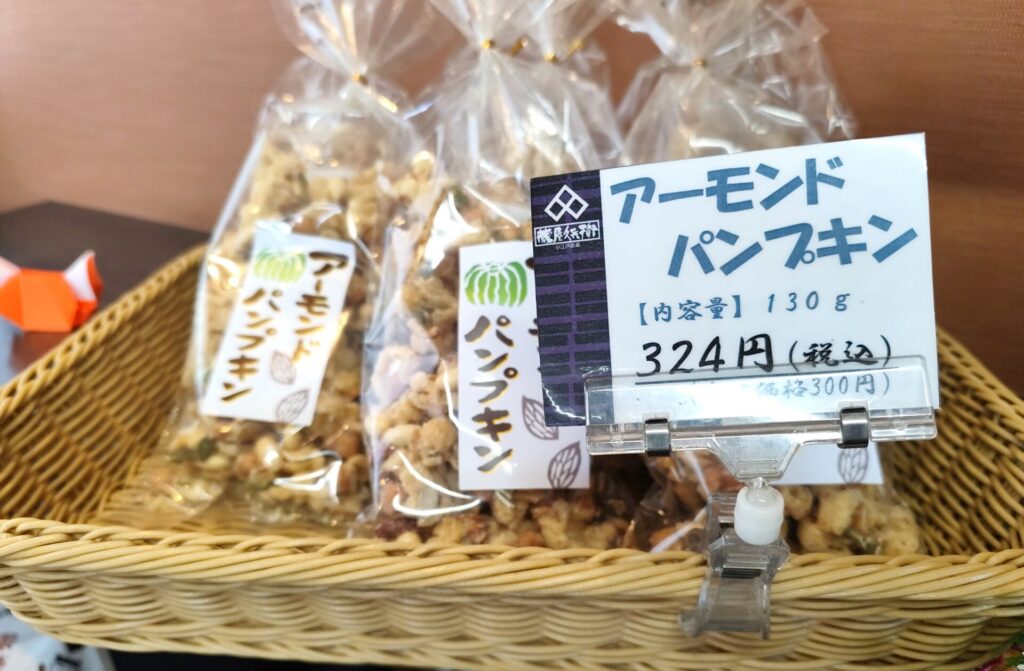 アーモンド
パンプキン
【内容量】130g
324円(税込)
価格300円)
アーモンド
パンプキン
パンプキン